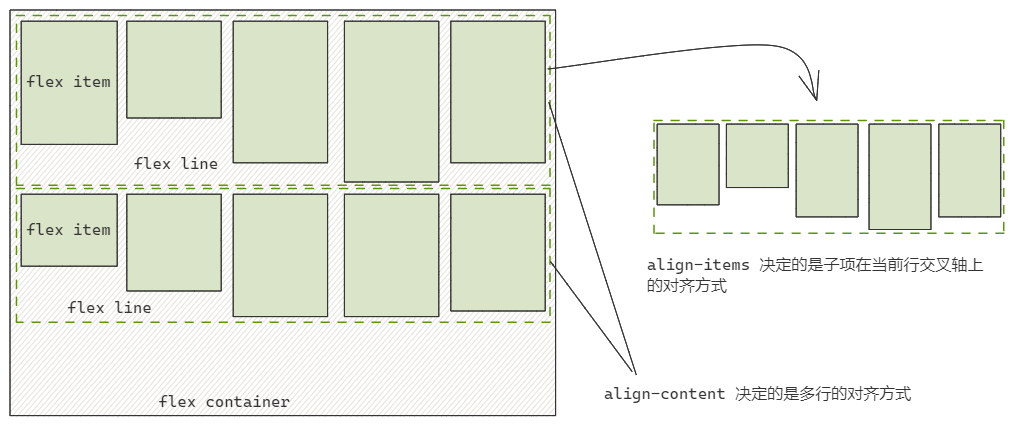 flex item
flex line
flex item
flex line
flex container
align-items 决定的是子项在当前行交叉轴上
的对齐方式
align-content 决定的是多行的对齐方式